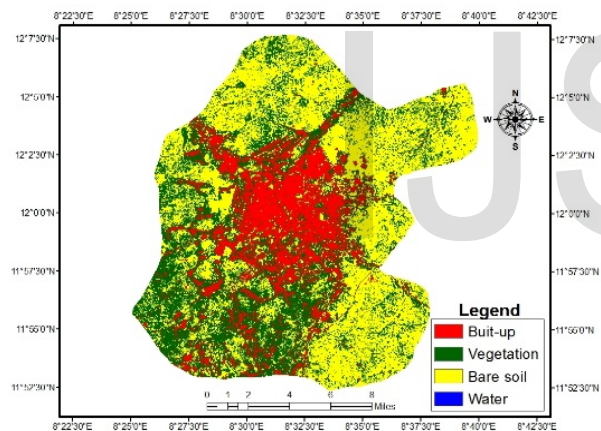 8°22'30"E 8°25'0"E 8°27'30"E 8°30'0"E 8°32'30"E 8°35'0"E 8°37'30"E 8°40'0"E 8°42'30"E
IJS
12°7'30"N 12°7'30"N
12°5'0"N 12°5'0"N
N
W E
S
12°2'30"N 12°2'30"N
12°0'0"N 12°0'0"N
11°57'30"N 11°57'30"N
Legend
Buit-up
11°55'0"N 11°55'0"N
Vegetation
Bare soil
11°52'30"N 11°52'30"N
Water
0 1 2 4 6 8
Miles
8°22'30"E 8°25'0"E 8°27'30"E 8°30'0"E 8°32'30"E 8°35'0"E 8°37'30"E 8°40'0"E 8°42'30"E